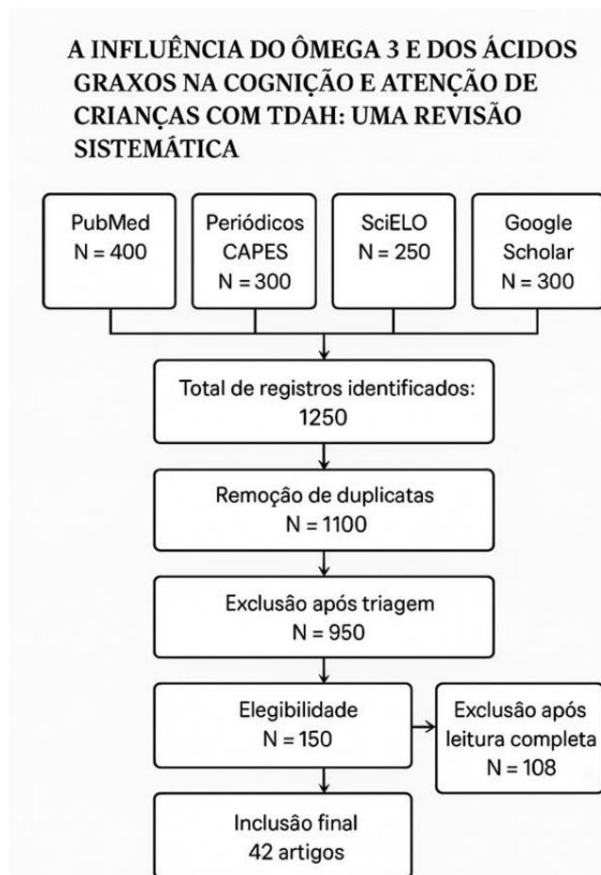 A INFLUÊNCIA DO ÔMEGA 3 E DOS ÁCIDOS
GRAXOS NA COGNIÇÃO E ATENÇÃO DE
CRIANÇAS COM TDAH: UMA REVISÃO
SISTEMÁTICA
PubMed
N = 400
Periódicos
CAPES
N = 300
SciELO
N = 250
Google
Scholar
N = 300
Total de registros identificados:
1250
Remoção de duplicatas
N = 1100
Exclusão após triagem
N = 950
Elegibilidade
N = 150
Exclusão após
leitura completa
N = 108
Inclusão final
42 artigos